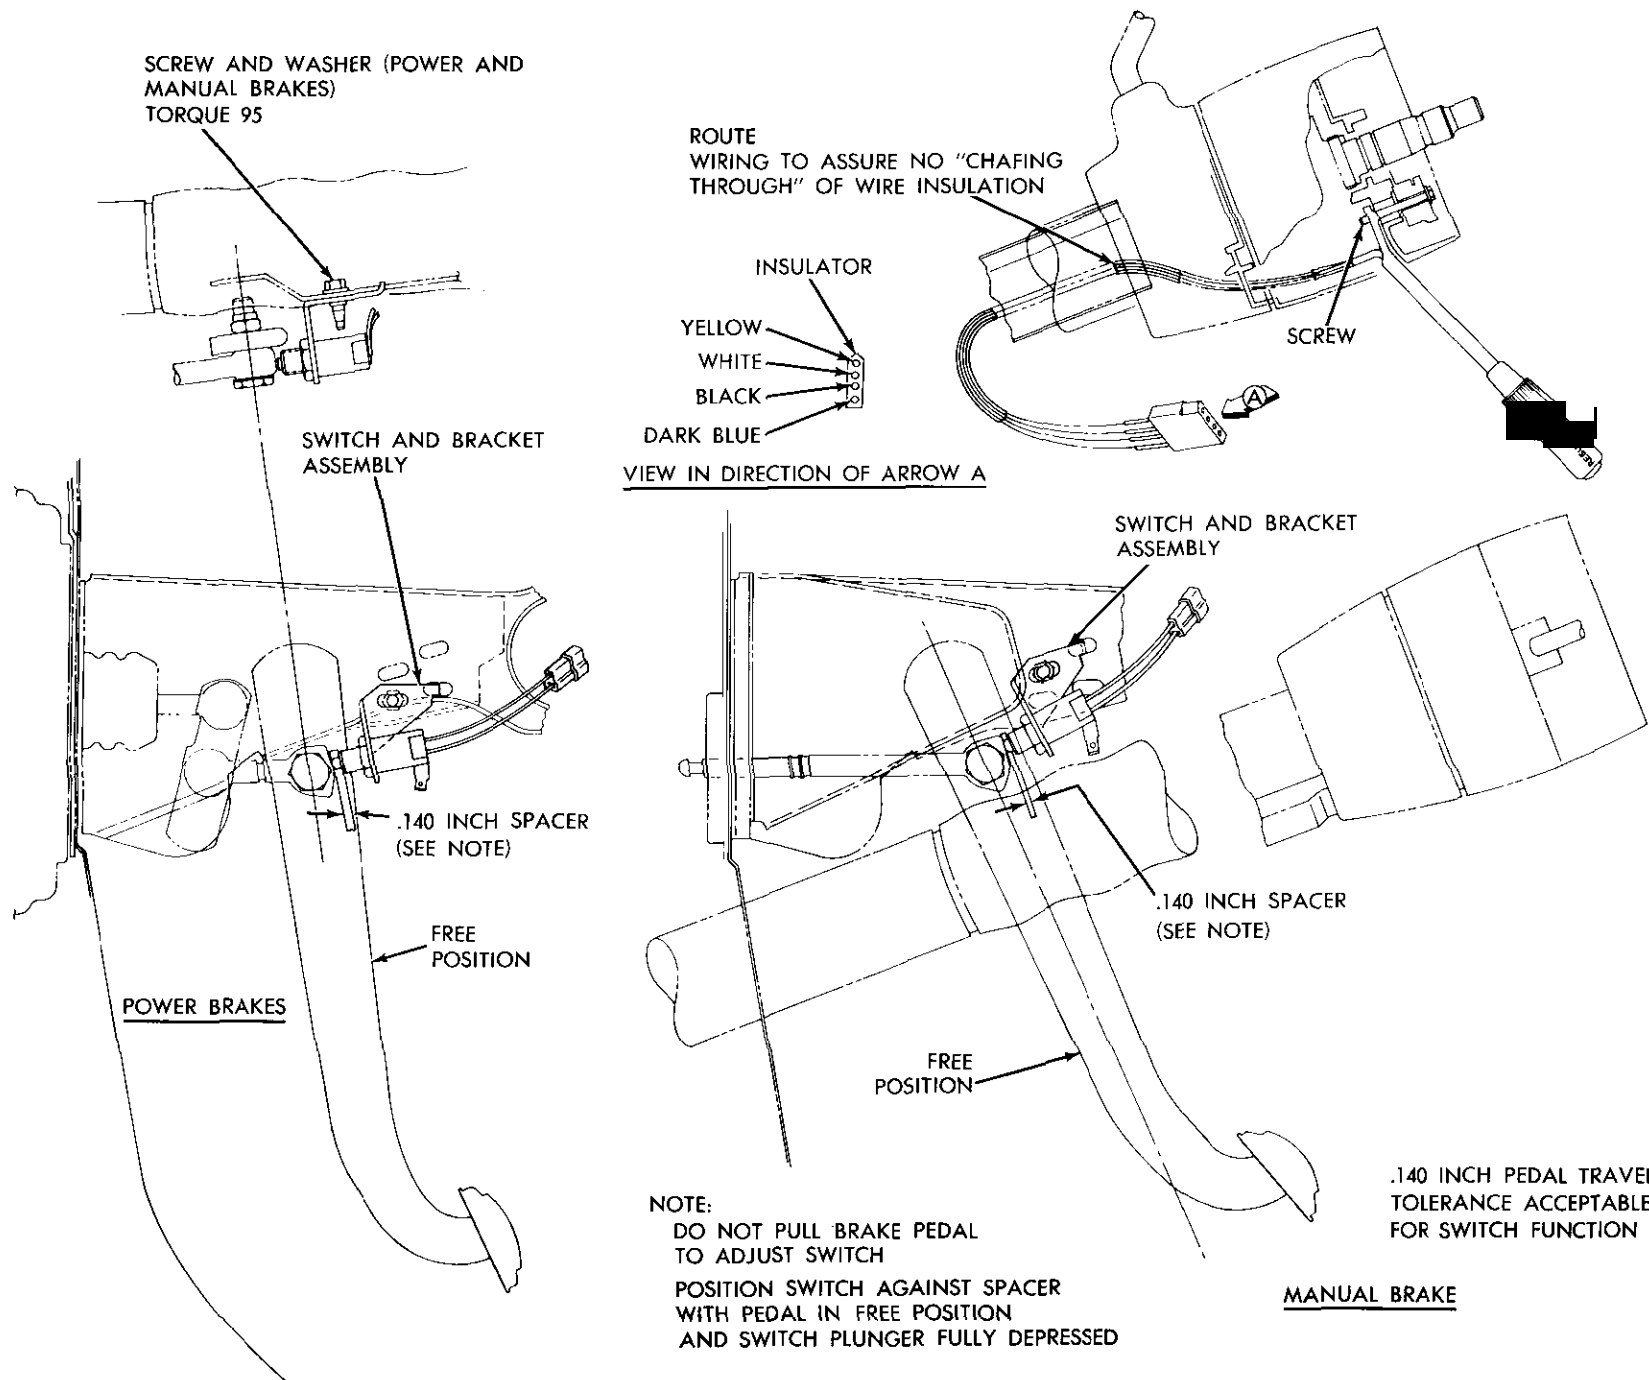 SCREW AND WASHER (POWER AND
MANUAL BRAKES)
TORQUE 95
ROUTE
WIRING TO ASSURE NO "CHAFING
THROUGH" OF WIRE INSULATION
INSULATOR
YELLOW
WHITE
BLACK
DARK BLUE
A
SCREW
VIEW IN DIRECTION OF ARROW A
SWITCH AND BRACKET
ASSEMBLY
SWITCH AND BRACKET
ASSEMBLY
.140 INCH SPACER
(SEE NOTE)
.140 INCH SPACER
(SEE NOTE)
FREE
POSITION
POWER BRAKES
FREE
POSITION
NOTE:
DO NOT PULL BRAKE PEDAL
TO ADJUST SWITCH
POSITION SWITCH AGAINST SPACER
WITH PEDAL IN FREE POSITION
AND SWITCH PLUNGER FULLY DEPRESSED
.140 INCH PEDAL TRAVEL
TOLERANCE ACCEPTABLE
FOR SWITCH FUNCTION
MANUAL BRAKE